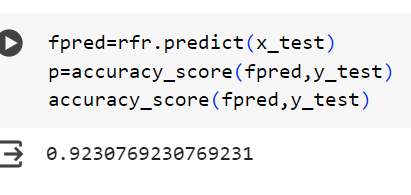 fpred=rfr.predict(x_test)
p=accuracy_score(fpred,y_test)
accuracy_score(fpred,y_test)
0.9230769230769231